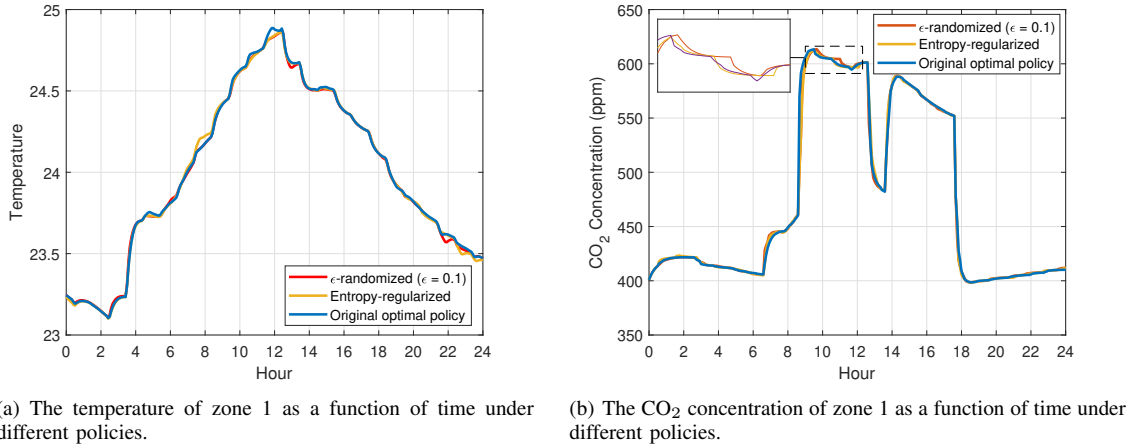 25
24.5
24
23.5
23
Temperature
0 2 4 6 8 10 12 14 16 18 20 22 24
Hour
ϵ-randomized (ϵ = 0.1)
Entropy-regularized
Original optimal policy
650
600
550
500
450
400
350
CO₂ Concentration (ppm)
0 2 4 6 8 10 12 14 16 18 20 22 24
Hour
ϵ-randomized (ϵ = 0.1)
Entropy-regularized
Original optimal policy
(a) The temperature of zone 1 as a function of time under
different policies.
(b) The CO₂ concentration of zone 1 as a function of time under
different policies.